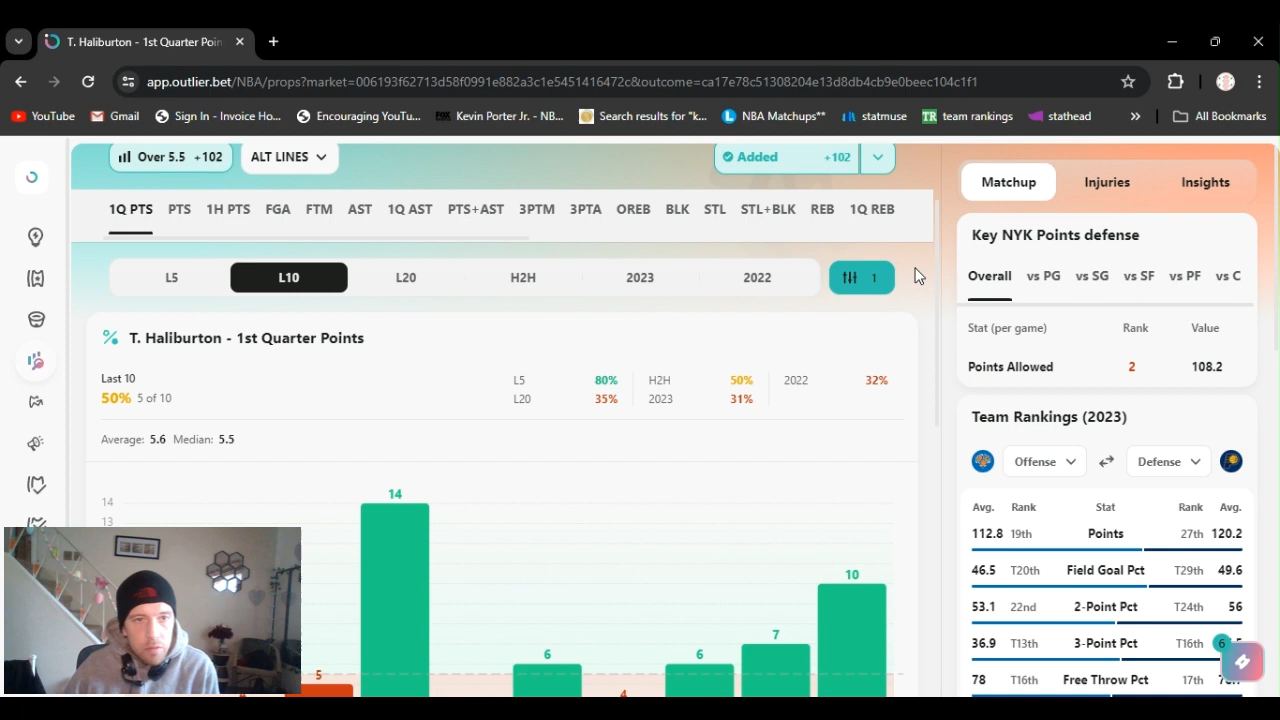 T. Haliburton - 1st Quarter Poin
app.outlier.bet/NBA/props?market=006193f62713d58f0991e882a3c1e5451416472c&outcome=ca17e78c51308204e13d8db4cb9e0beec104c1f1
YouTube Gmail Sign In - Invoice Ho... Encouraging YouTu... FOX Kevin Porter Jr. - NB... Search results for "k... NBA Matchups** statmuse TR team rankings stathead » All Bookmarks
Over 5.5 +102 ALT LINES Added +102
1Q PTS PTS 1H PTS FGA FTM AST 1Q AST PTS+AST 3PTM 3PTA OREB BLK STL STL+BLK REB 1Q REB
L5 L10 L20 H2H 2023 2022 1
T. Haliburton - 1st Quarter Points
Last 10
50% 5 of 10
L5 80% H2H 50% 2022 32%
L20 35% 2023 31%
Average: 5.6 Median: 5.5
14
13
14
10
7
6
6
5
Matchup Injuries Insights
Key NYK Points defense
Overall vs PG vs SG vs SF vs PF vs C
Stat (per game) Rank Value
Points Allowed 2 108.2
Team Rankings (2023)
Offense Defense
Avg. Rank Stat Rank Avg.
112.8 19th Points 27th 120.2
46.5 T20th Field Goal Pct T29th 49.6
53.1 22nd 2-Point Pct T24th 56
36.9 T13th 3-Point Pct T16th
78 T16th Free Throw Pct 17th